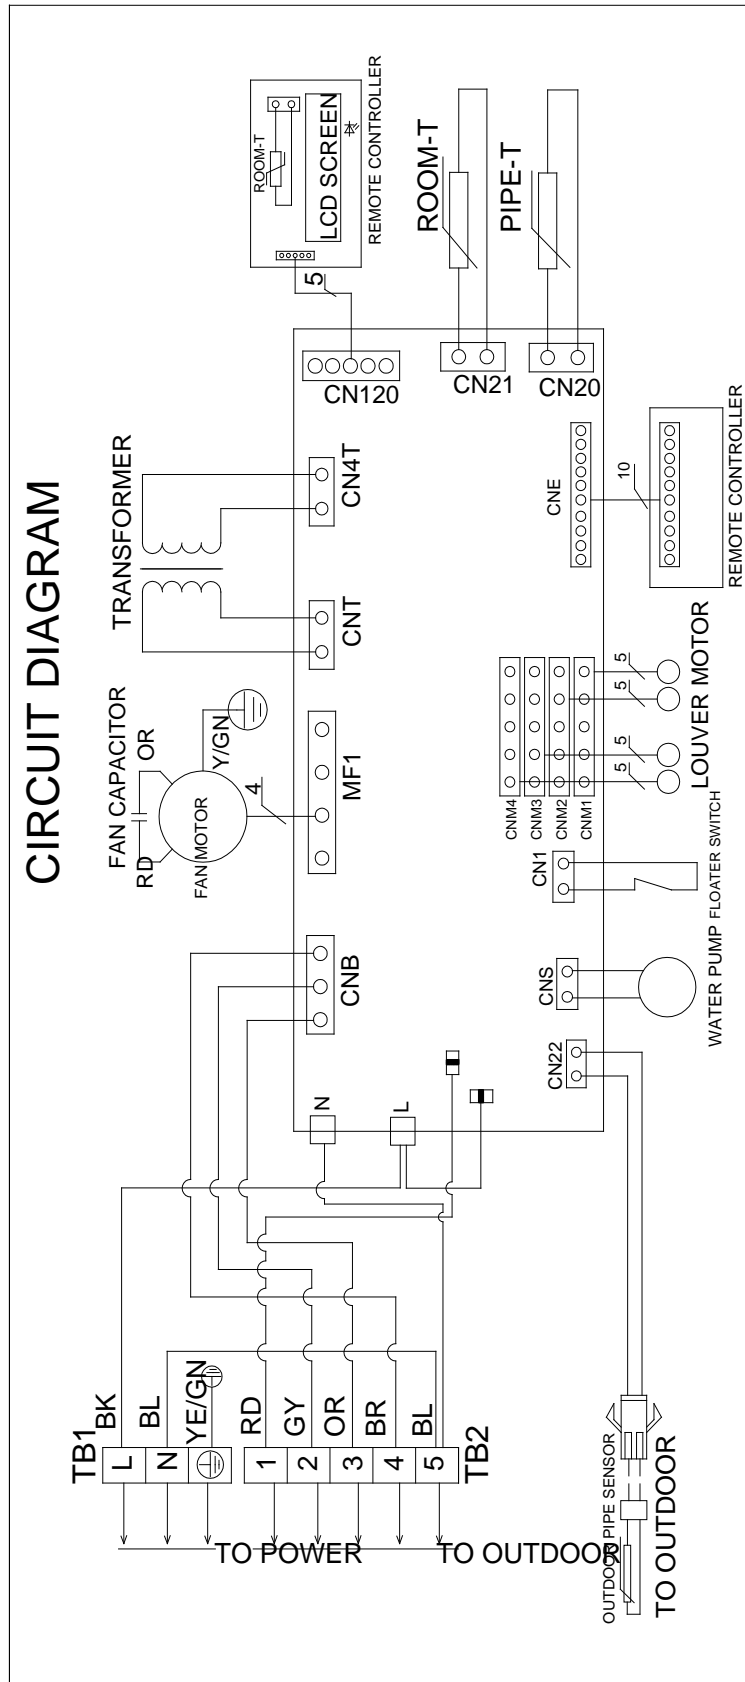 CIRCUIT DIAGRAM
ROOM-T
LCD SCREEN
REMOTE CONTROLLER
5
ROOM-T
PIPE-T
CN120
CN21
CN20
TRANSFORMER
CN4T
CNT
CNE
10
REMOTE CONTROLLER
FAN CAPACITOR
RD
OR
FAN MOTOR
Y/GN
4
MF1
CNM4
CNM3
CNM2
CNM1
5
5
5
5
LOUVER MOTOR
CN1
FLOATER SWITCH
CNB
CNS
WATER PUMP
CN22
N
L
TB1
BK
BL
YE/GN
L
N
RD
GY
OR
BR
BL
1
2
3
4
5
TB2
TO POWER
TO OUTDOOR
OUTDOOR PIPE SENSOR
TO OUTDOOR